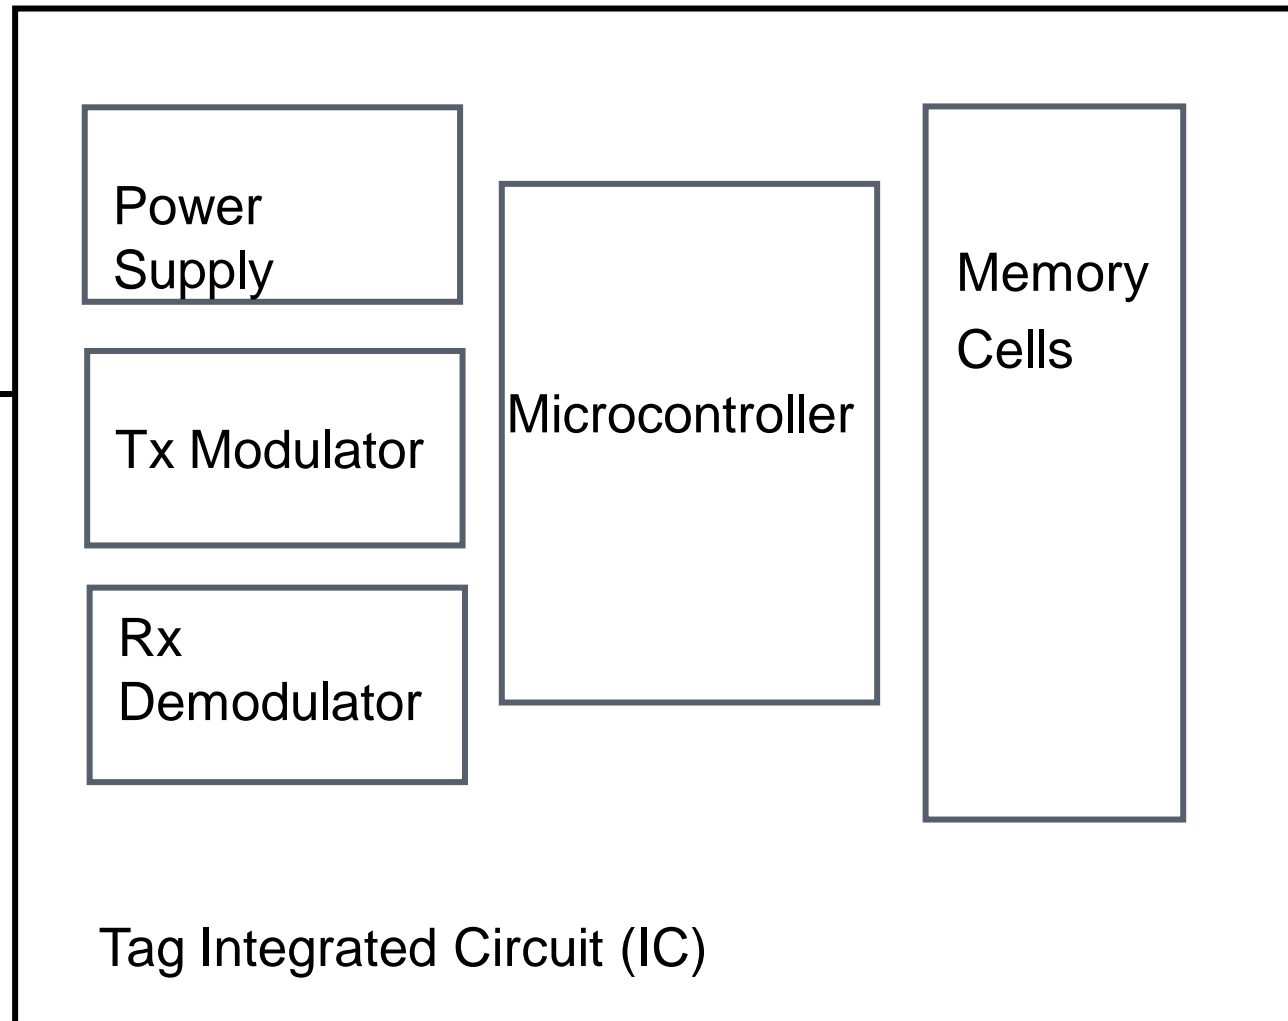 Power
Supply
Tx Modulator
Rx
Demodulator
Microcontroller
Memory
Cells
Tag Integrated Circuit (IC)